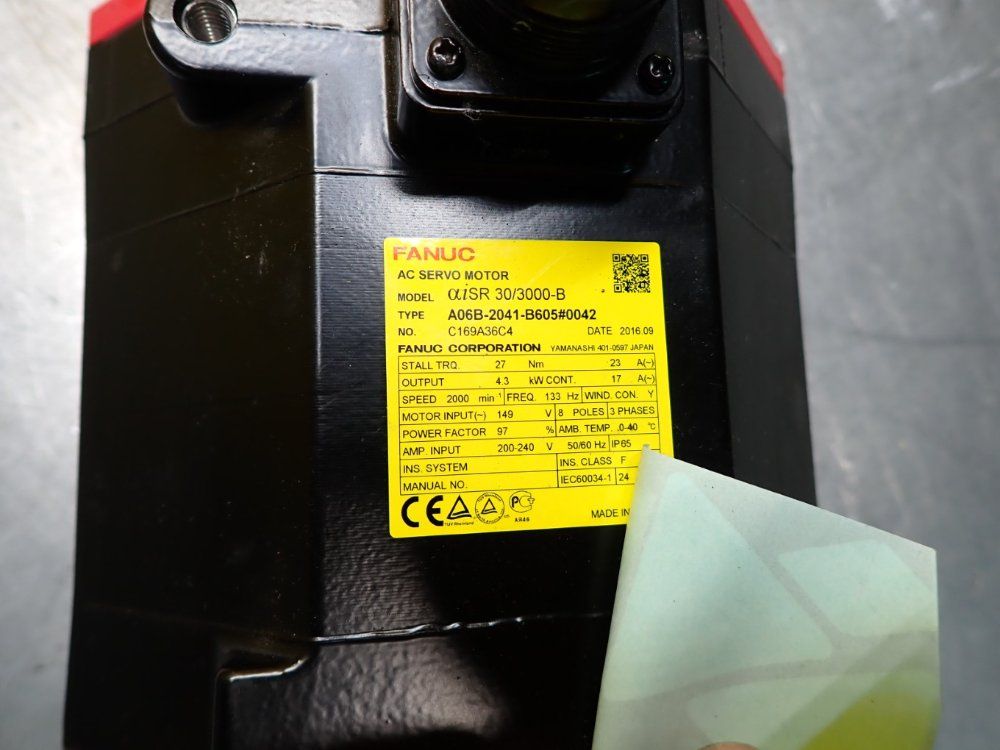 FANUC
AC SERVO MOTOR
MODEL αiSR 30/3000-B
TYPE A06B-2041-B605#0042
NO. C169A36C4 DATE 2016.09
FANUC CORPORATION YAMANASHI 401-0597 JAPAN
STALL TRQ. 27 Nm 23 A(~)
OUTPUT 4.3 kW CONT. 17 A(~)
SPEED 2000 min⁻¹ FREQ. 133 Hz WIND. CON. Y
MOTOR INPUT(~) 149 V 8 POLES 3 PHASES
POWER FACTOR 97 % AMB. TEMP. 0-40 °C
AMP. INPUT 200-240 V 50/60 Hz IP65
INS. SYSTEM INS. CLASS F
MANUAL NO. IEC60034-1 24
CE
TUV Rheinland
AB46
MADE IN